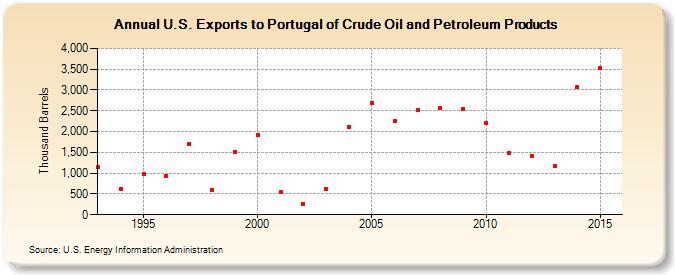 Annual U.S. Exports to Portugal of Crude Oil and Petroleum Products
Thousand Barrels
4,000
3,500
3,000
2,500
2,000
1,500
1,000
500
0
1995 2000 2005 2010 2015
Source: U.S. Energy Information Administration